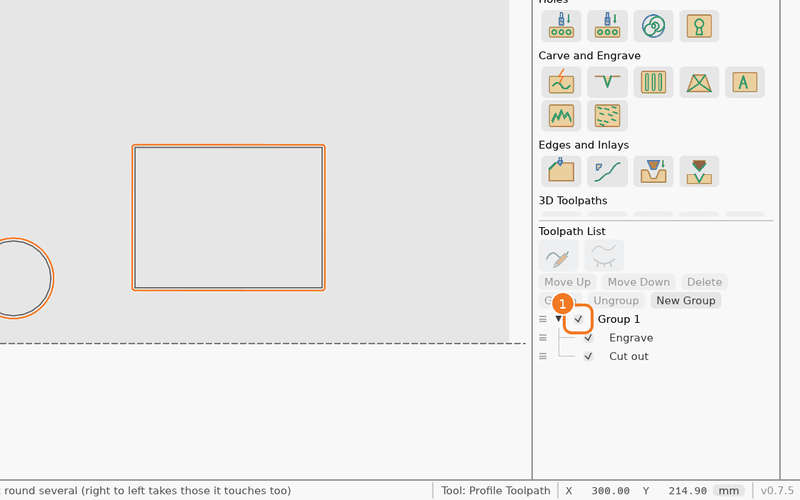 Holes
Carve and Engrave
A
Edges and Inlays
3D Toolpaths
Toolpath List
Move Up Move Down Delete
Ungroup New Group
1
Group 1
Engrave
Cut out
round several (right to left takes those it touches too) Tool: Profile Toolpath X 300.00 Y 214.90 mm v0.7.5